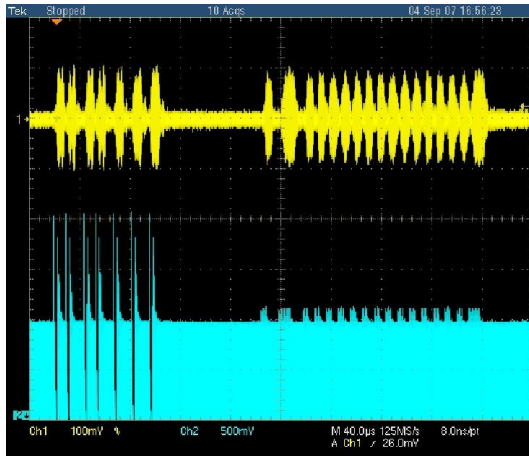 Tek Stopped 10 Acqs 04 Sep 07 16:56:23
1→
Ch1 100mV Ch2 500mV M 40.0µs 125MS/s 8.0ns/pt
A Ch1 ∕ 26.0mV